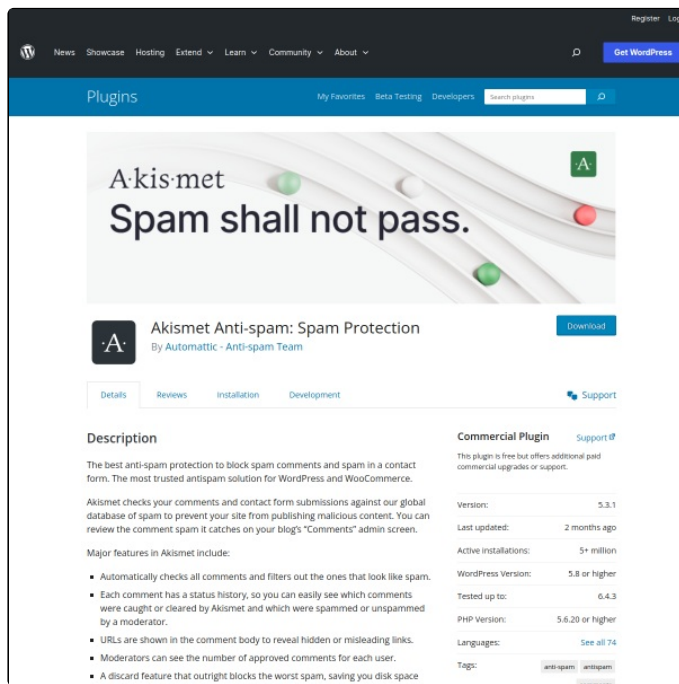 Register
News Showcase Hosting Extend Learn Community About Get WordPress
Plugins My Favorites Beta Testing Developers Search plugins
A·kis·met
Spam shall not pass.
·A·
·A·
Akismet Anti-spam: Spam Protection
By Automattic - Anti-spam Team
Download
Details Reviews Installation Development Support
Description
The best anti-spam protection to block spam comments and spam in a contact
form. The most trusted antispam solution for WordPress and WooCommerce.
Akismet checks your comments and contact form submissions against our global
database of spam to prevent your site from publishing malicious content. You can
review the comment spam it catches on your blog's “Comments” admin screen.
Major features in Akismet include:
Automatically checks all comments and filters out the ones that look like spam.
Each comment has a status history, so you can easily see which comments
were caught or cleared by Akismet and which were spammed or unspammed
by a moderator.
URLs are shown in the comment body to reveal hidden or misleading links.
Moderators can see the number of approved comments for each user.
A discard feature that outright blocks the worst spam, saving you disk space
Commercial Plugin Support
This plugin is free but offers additional paid
commercial upgrades or support.
Version: 5.3.1
Last updated: 2 months ago
Active installations: 5+ million
WordPress Version: 5.8 or higher
Tested up to: 6.4.3
PHP Version: 5.6.20 or higher
Languages: See all 74
Tags: anti-spam antispam